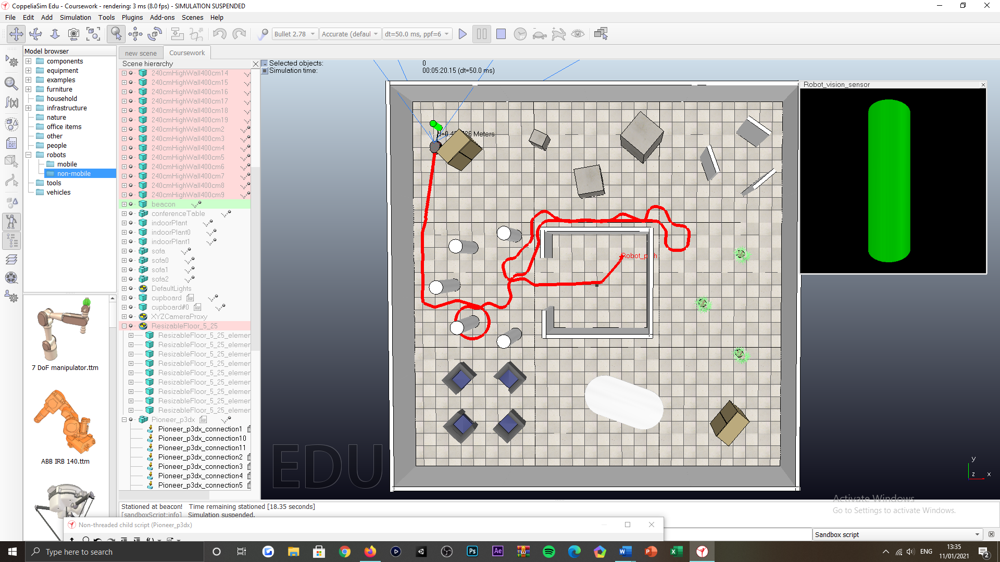 CoppeliaSim Edu - Coursework - rendering: 3 ms (8.0 fps) - SIMULATION SUSPENDED
File Edit Add Simulation Tools Plugins Add-ons Scenes Help
Bullet 2.78 Accurate (defaul dt=50.0 ms, ppf=6
Model browser
components
equipment
examples
furniture
household
infrastructure
nature
office items
other
people
robots
mobile
non-mobile
tools
vehicles
7 DoF manipulator.ttm
ABB IRB 140.ttm
new scene Coursework
Scene hierarchy
240cmHighWall400cm14
240cmHighWall400cm15
240cmHighWall400cm16
240cmHighWall400cm17
240cmHighWall400cm18
240cmHighWall400cm19
240cmHighWall400cm2
240cmHighWall400cm3
240cmHighWall400cm4
240cmHighWall400cm5
240cmHighWall400cm6
240cmHighWall400cm7
240cmHighWall400cm8
240cmHighWall400cm9
beacon
conferenceTable
indoorPlant
indoorPlant0
indoorPlant1
sofa
sofa0
sofa1
sofa2
DefaultLights
cupboard
cupboard#0
XYZCameraProxy
ResizableFloor_5_25
ResizableFloor_5_25_elemer
ResizableFloor_5_25_elemer
ResizableFloor_5_25_elemer
ResizableFloor_5_25_elemer
ResizableFloor_5_25_elemer
ResizableFloor_5_25_elemer
ResizableFloor_5_25_elemer
ResizableFloor_5_25_elemer
ResizableFloor_5_25_elemer
Pioneer_p3dx
Pioneer_p3dx_connection1
Pioneer_p3dx_connection10
Pioneer_p3dx_connection11
Pioneer_p3dx_connection2
Pioneer_p3dx_connection3
Pioneer_p3dx_connection4
Pioneer_p3dx_connection5
Selected objects: 0
Simulation time: 00:05:20.15 (dt=50.0 ms)
Robot_vision_sensor
Meters
EDU
y
z x
Stationed at beacon! Time remaining stationed [18.35 seconds]
[sandboxScript:info] Simulation suspended.
Activate Windows
Go to Settings to activate Windows.
Non-threaded child script (Pioneer_p3dx)
Sandbox script
Type here to search
Ps Ae
ENG
13:35
11/01/2021
2